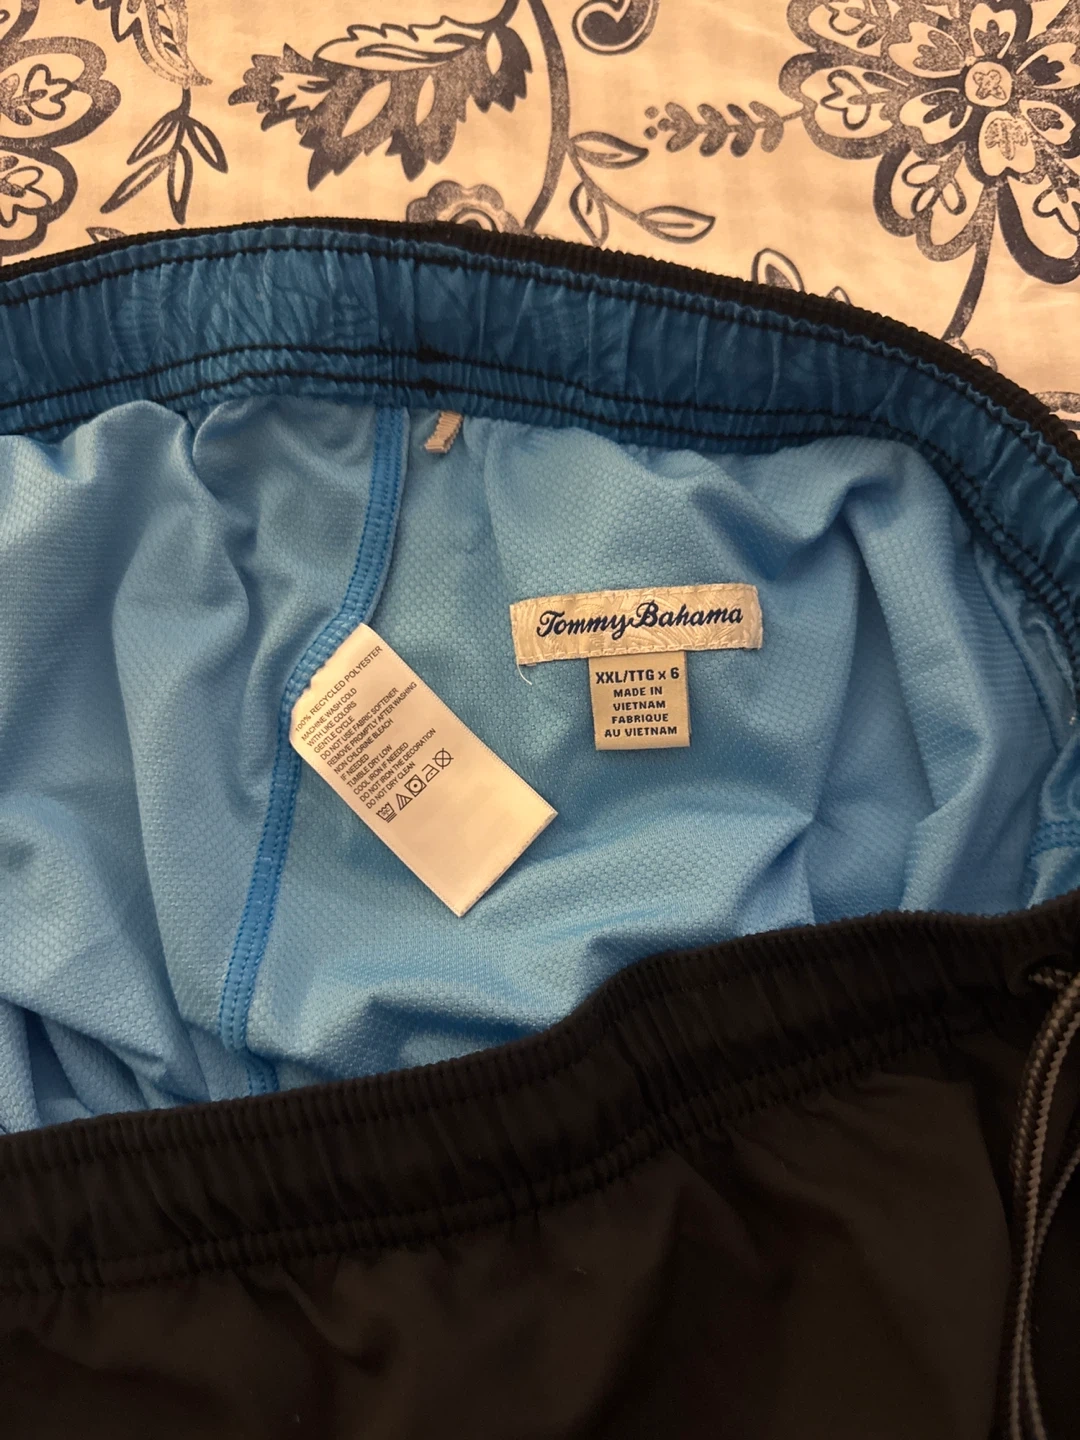 Tommy Bahama
XXL/TTG x 6
MADE IN
VIETNAM
FABRIQUE
AU VIETNAM
100% RECYCLED POLYESTER
MACHINE WASH COLD
WITH LIKE COLORS
GENTLE CYCLE
DO NOT USE FABRIC SOFTENER
REMOVE PROMPTLY AFTER WASHING
NON CHLORINE BLEACH
IF NEEDED
TUMBLE DRY LOW
COOL IRON IF NEEDED
DO NOT IRON THE DECORATION
DO NOT DRY CLEAN